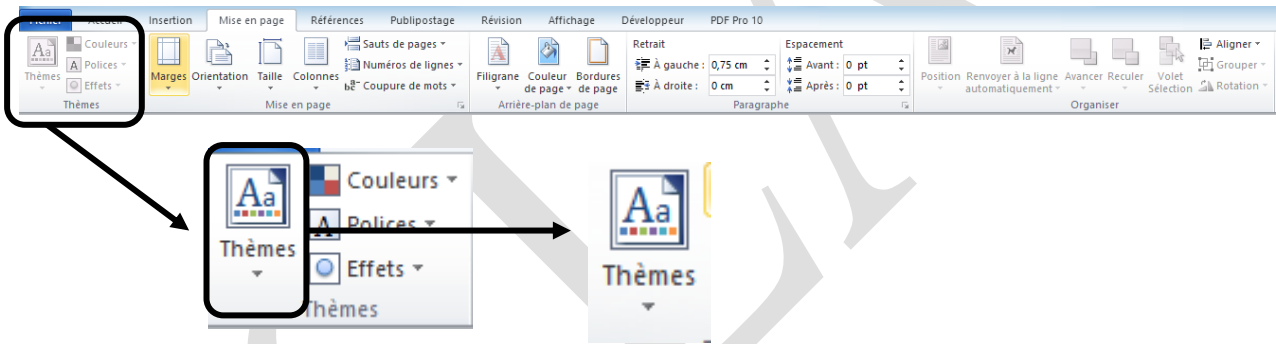 Fichier Accueil Insertion Mise en page Références Publipostage Révision Affichage Développeur PDF Pro 10
Aa
Thèmes
Couleurs
A Polices
Effets
Thèmes
Marges Orientation Taille Colonnes
Sauts de pages
Numéros de lignes
Coupure de mots
Mise en page
Filigrane Couleur de page Bordures de page
Arrière-plan de page
Retrait
À gauche : 0,75 cm
À droite : 0 cm
Espacement
Avant : 0 pt
Après : 0 pt
Paragraphe
Position Renvoyer à la ligne automatiquement Avancer Reculer Volet Sélection
Aligner
Grouper
Rotation
Organiser
Aa
Thèmes
Couleurs
A Polices
Effets
Thèmes
Aa
Thèmes